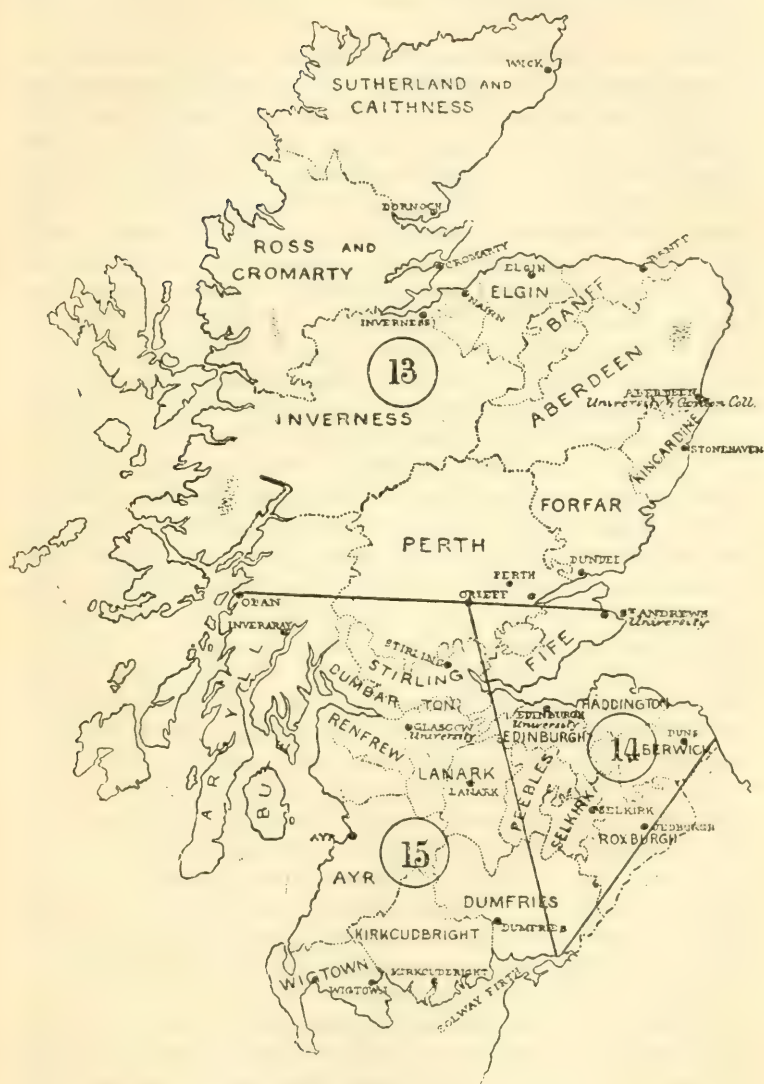 WICK
SUTHERLAND AND
CAITHNESS
DORNOCH
ROSS AND
CROMARTY
CROMARTY
ELGIN
BANFF
ELGIN
NAIRN
BANFF
INVERNESS
13
ABERDEEN
ABERDEEN
University & Gordon Coll.
INVERNESS
KINCARDINE
STONEHAVEN
FORFAR
PERTH
DUNDEE
PERTH
OBAN
CRIEFF
ST. ANDREWS
University
INVERARAY
FIFE
STIRLING
STIRLING
DUMBAR
TON
HADDINGTON
EDINBURGH
University
EDINBURGH
GLASGOW
University
RENFREW
14
DUNS
BERWICK
ARGYLL
BUTE
LANARK
LANARK
PEEBLES
SELKIRK
SELKIRK
JEDBURGH
ROXBURGH
AYR
15
AYR
DUMFRIES
DUMFRIES
KIRKCUDBRIGHT
WIGTOWN
WIGTOWN
KIRKCUDBRIGHT
SOLWAY FIRTH